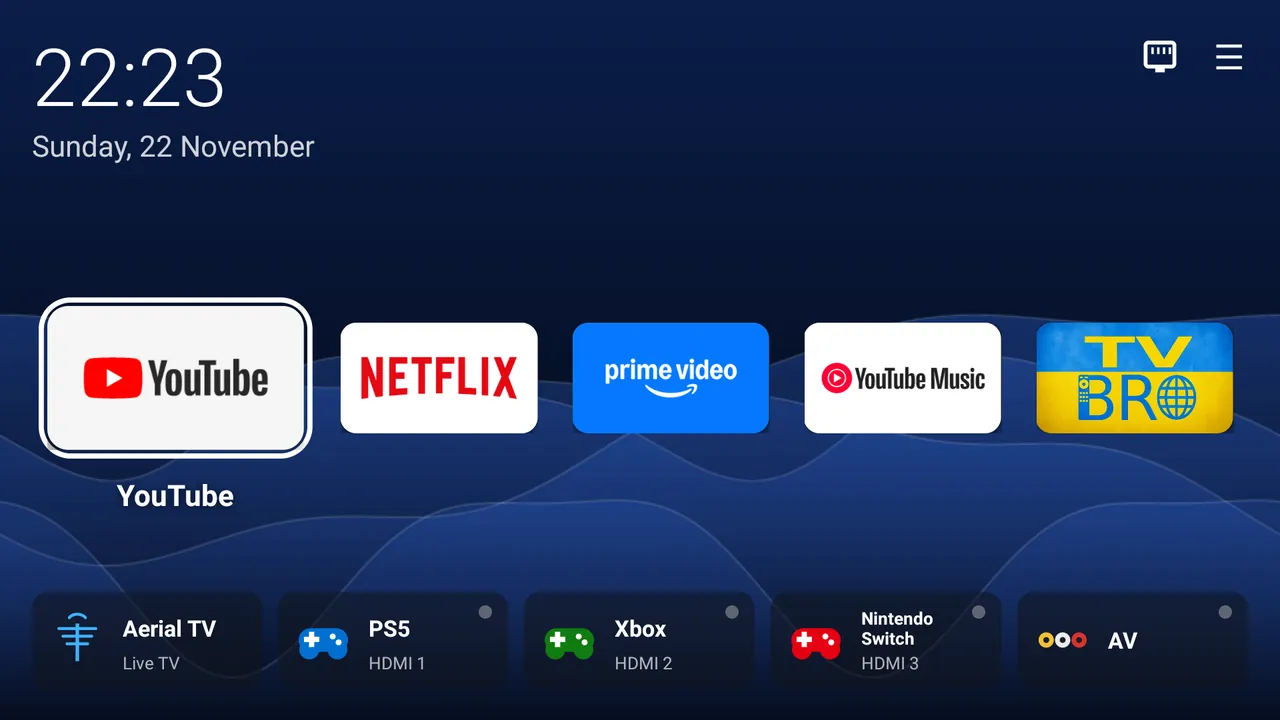 22:23
Sunday, 22 November
YouTube
NETFLIX
prime video
YouTube Music
TV
BRO
YouTube
Aerial TV
Live TV
PS5
HDMI 1
Xbox
HDMI 2
Nintendo
Switch
HDMI 3
AV